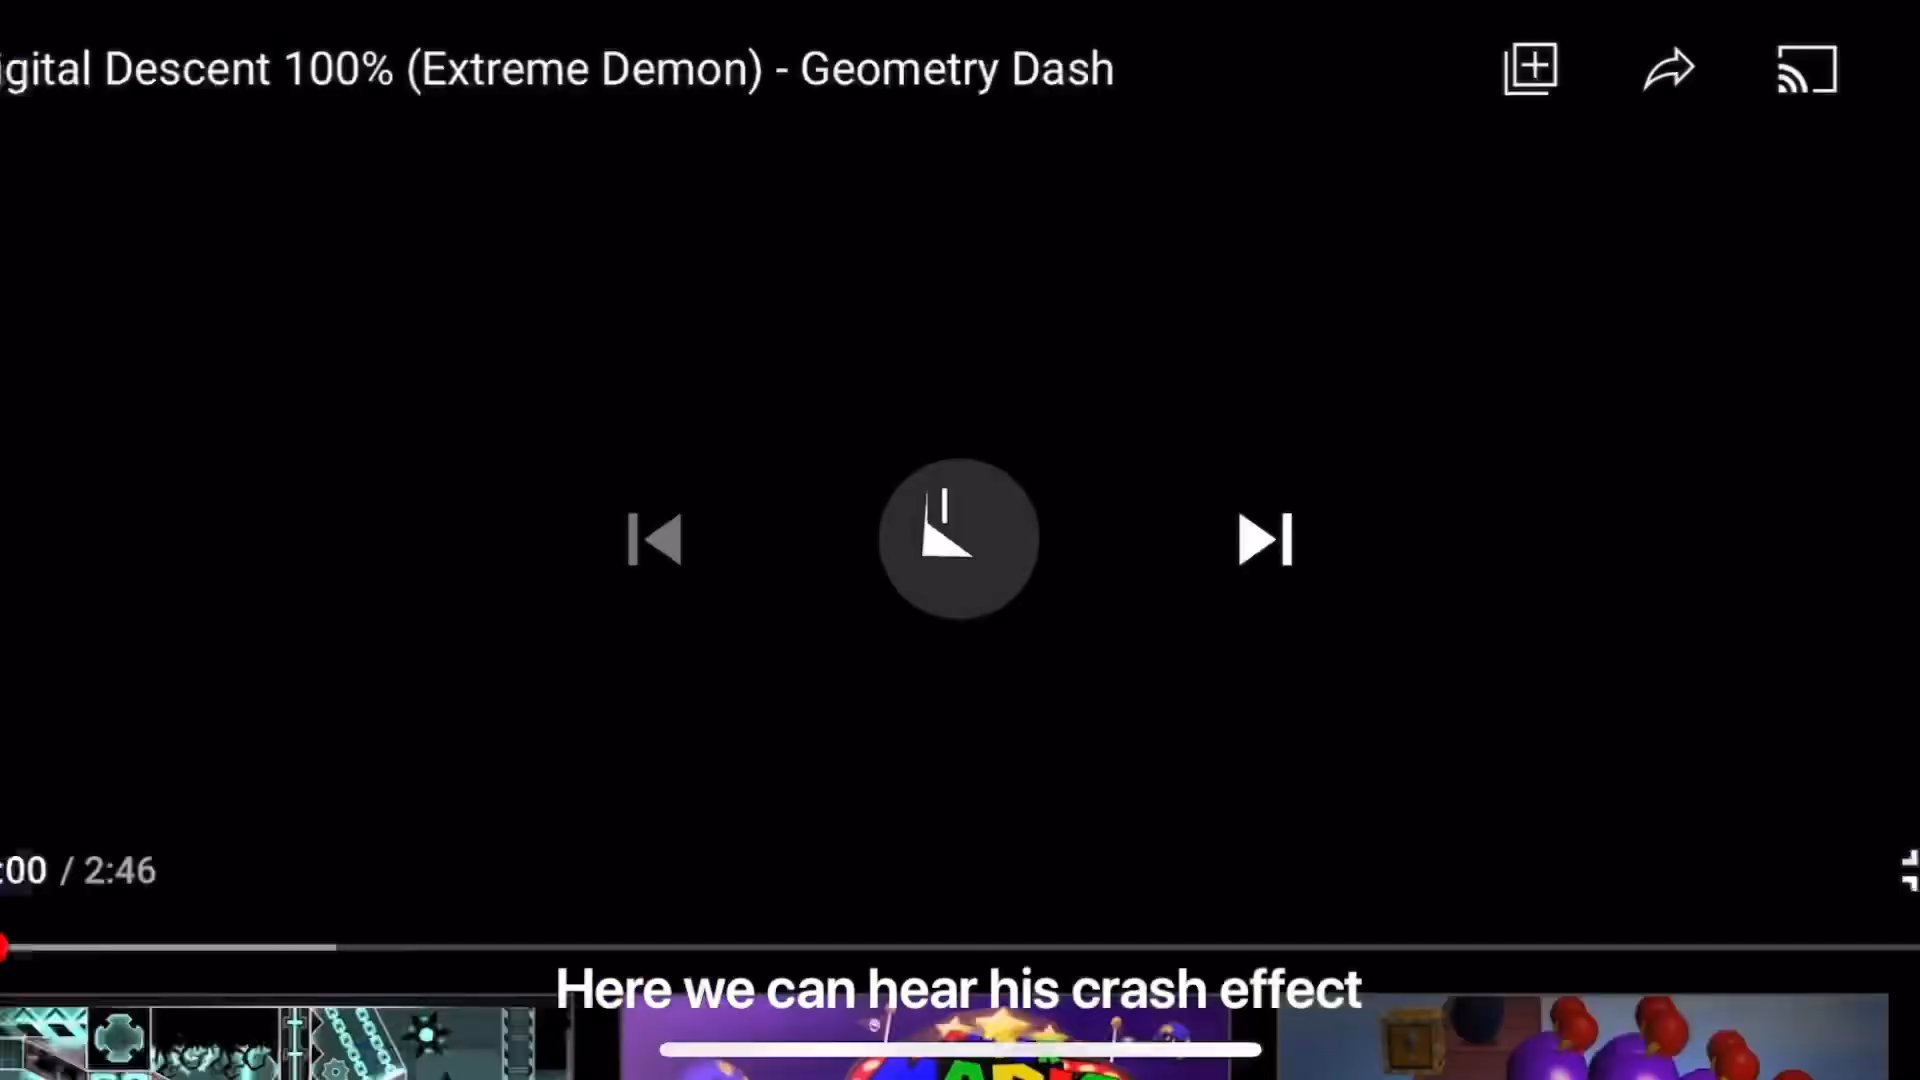 igital Descent 100% (Extreme Demon) - Geometry Dash
:00 / 2:46
Here we can hear his crash effect